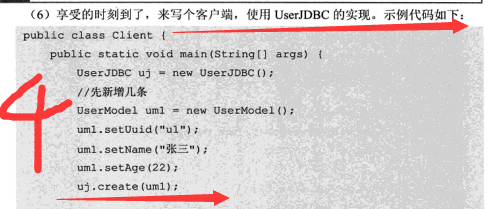 （6）享受的时刻到了，来写个客户端，使用 UserJDBC 的实现。示例代码如下：
public class Client {
public static void main(String[] args) {
UserJDBC uj = new UserJDBC();
//先新增几条
UserModel um1 = new UserModel();
um1.setUuid("u1");
um1.setName("张三");
um1.setAge(22);
uj.create(um1);
4